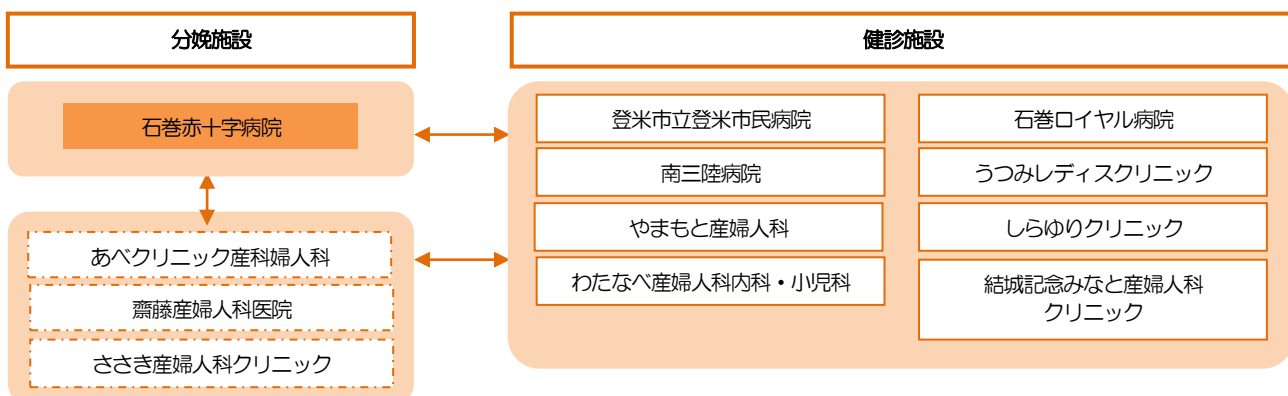 分娩施設
健診施設
石巻赤十字病院
あべクリニック産科婦人科
齋藤産婦人科医院
ささき産婦人科クリニック
登米市立登米市民病院
南三陸病院
やまもと産婦人科
わたなべ産婦人科内科・小児科
石巻ロイヤル病院
うつみレディスクリニック
しらゆりクリニック
結城記念みなと産婦人科
クリニック